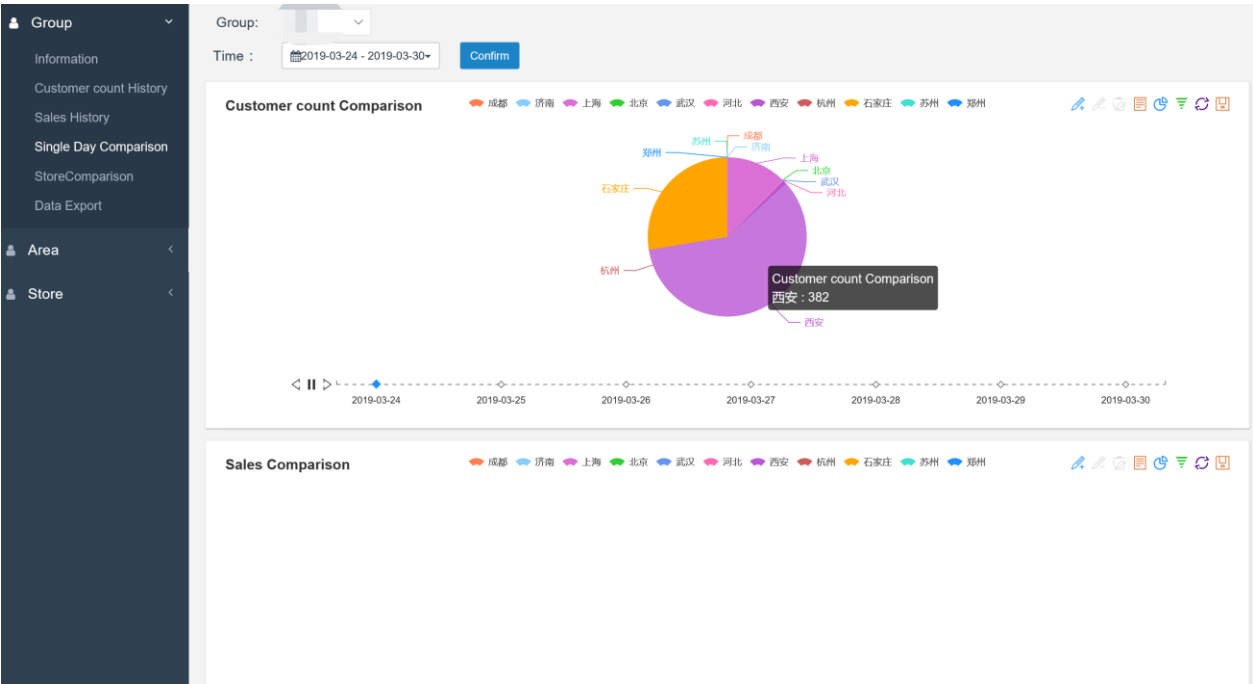 Group
Information
Customer count History
Sales History
Single Day Comparison
StoreComparison
Data Export
Area
Store
Group:
Time :
2019-03-24 - 2019-03-30
Confirm
Customer count Comparison
成都 济南 上海 北京 武汉 河北 西安 杭州 石家庄 苏州 郑州
苏州
成都
济南
郑州
上海
北京
武汉
河北
石家庄
杭州
Customer count Comparison
西安 : 382
西安
2019-03-24 2019-03-25 2019-03-26 2019-03-27 2019-03-28 2019-03-29 2019-03-30
Sales Comparison
成都 济南 上海 北京 武汉 河北 西安 杭州 石家庄 苏州 郑州